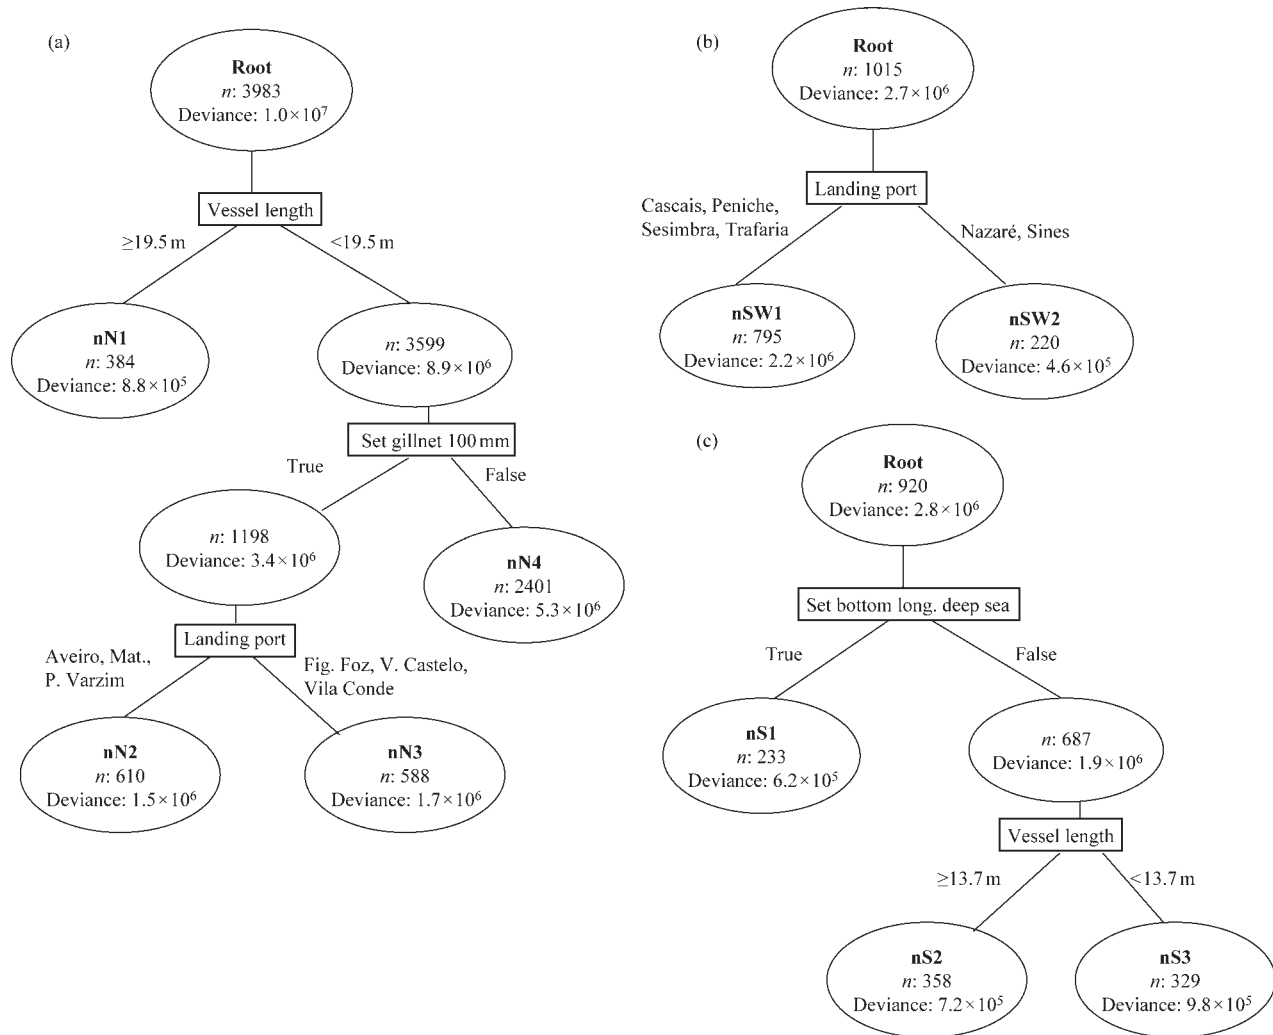 (a)
Root
n: 3983
Deviance: 1.0×10⁷
Vessel length
≥19.5 m
<19.5 m
nN1
n: 384
Deviance: 8.8×10⁵
n: 3599
Deviance: 8.9×10⁶
Set gillnet 100 mm
True
False
n: 1198
Deviance: 3.4×10⁶
nN4
n: 2401
Deviance: 5.3×10⁶
Landing port
Aveiro, Mat.,
P. Varzim
Fig. Foz, V. Castelo,
Vila Conde
nN2
n: 610
Deviance: 1.5×10⁶
nN3
n: 588
Deviance: 1.7×10⁶
(b)
Root
n: 1015
Deviance: 2.7×10⁶
Landing port
Cascais, Peniche,
Sesimbra, Trafaria
Nazaré, Sines
nSW1
n: 795
Deviance: 2.2×10⁶
nSW2
n: 220
Deviance: 4.6×10⁵
(c)
Root
n: 920
Deviance: 2.8×10⁶
Set bottom long. deep sea
True
False
nS1
n: 233
Deviance: 6.2×10⁵
n: 687
Deviance: 1.9×10⁶
Vessel length
≥13.7 m
<13.7 m
nS2
n: 358
Deviance: 7.2×10⁵
nS3
n: 329
Deviance: 9.8×10⁵